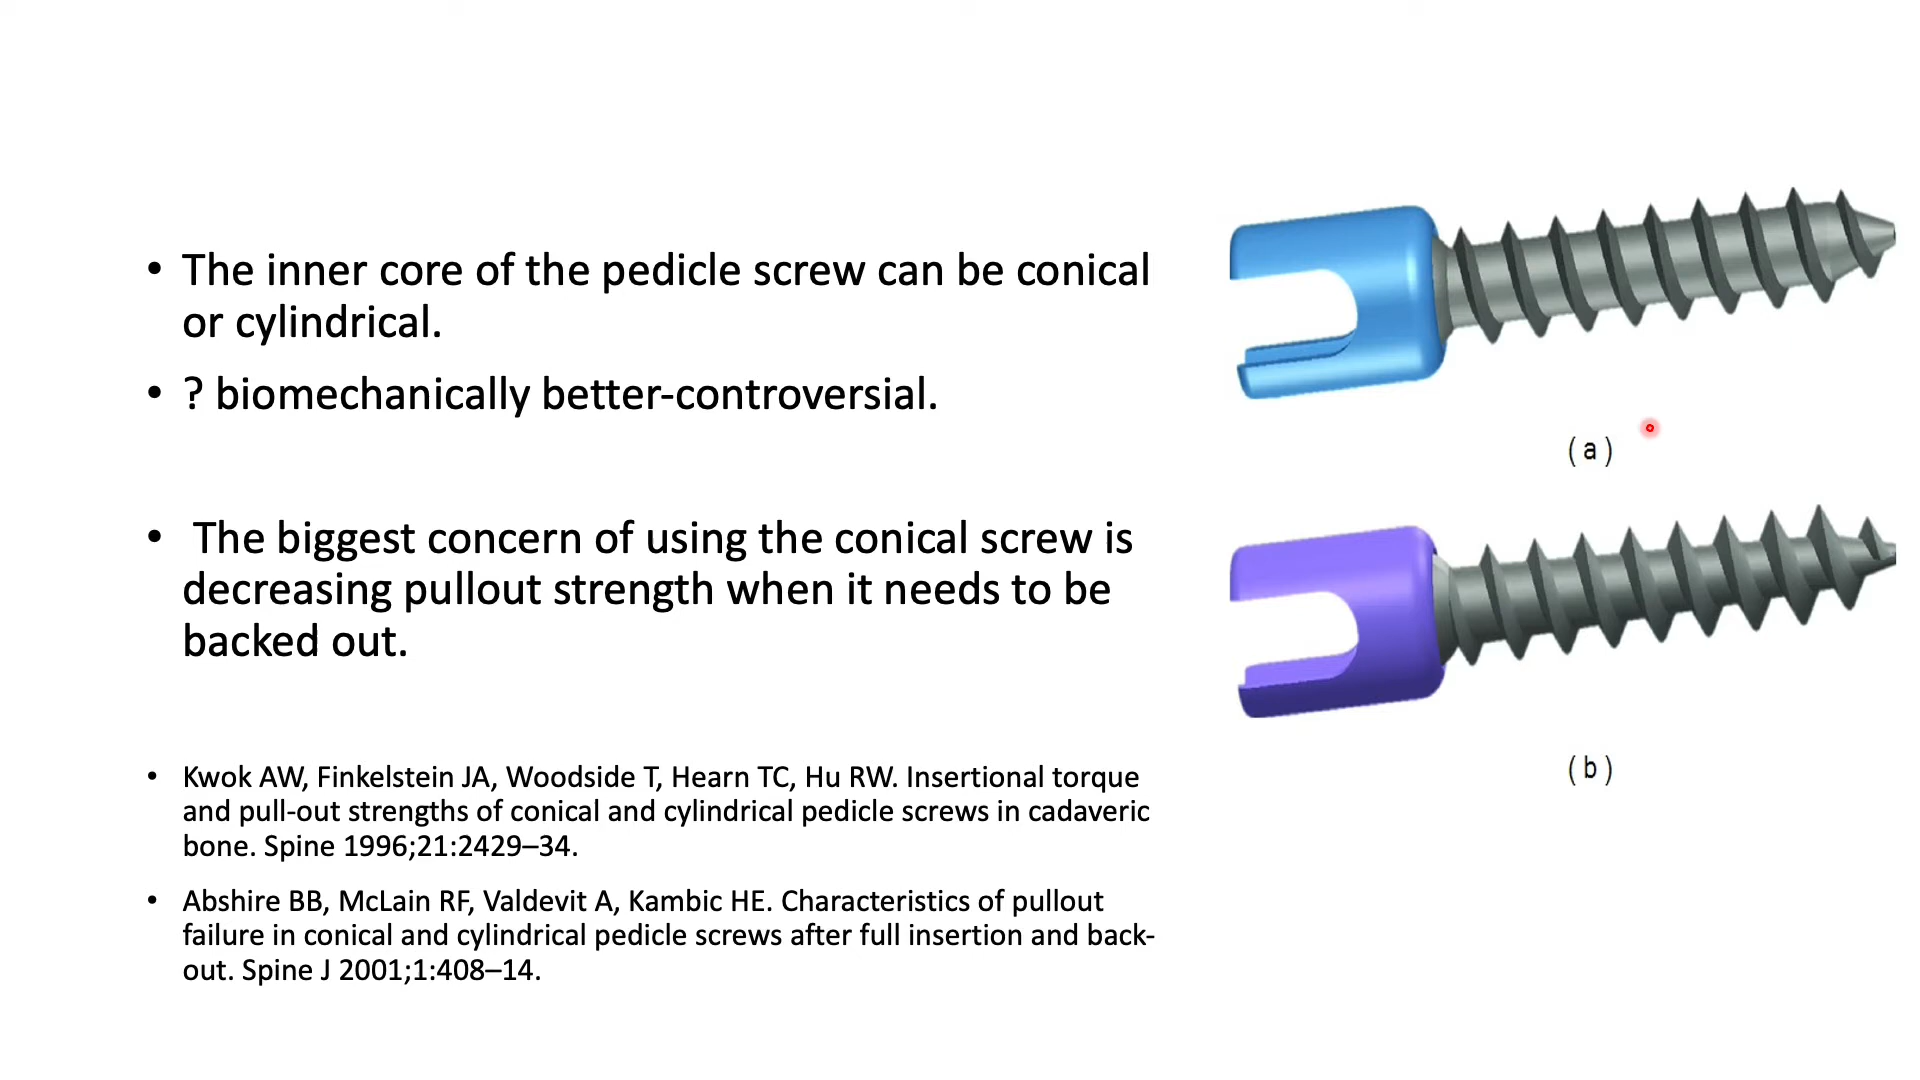 • The inner core of the pedicle screw can be conical
or cylindrical.
• ? biomechanically better-controversial.
• The biggest concern of using the conical screw is
decreasing pullout strength when it needs to be
backed out.
• Kwok AW, Finkelstein JA, Woodside T, Hearn TC, Hu RW. Insertional torque
and pull-out strengths of conical and cylindrical pedicle screws in cadaveric
bone. Spine 1996;21:2429–34.
• Abshire BB, McLain RF, Valdevit A, Kambic HE. Characteristics of pullout
failure in conical and cylindrical pedicle screws after full insertion and back-
out. Spine J 2001;1:408–14.
(a)
(b)